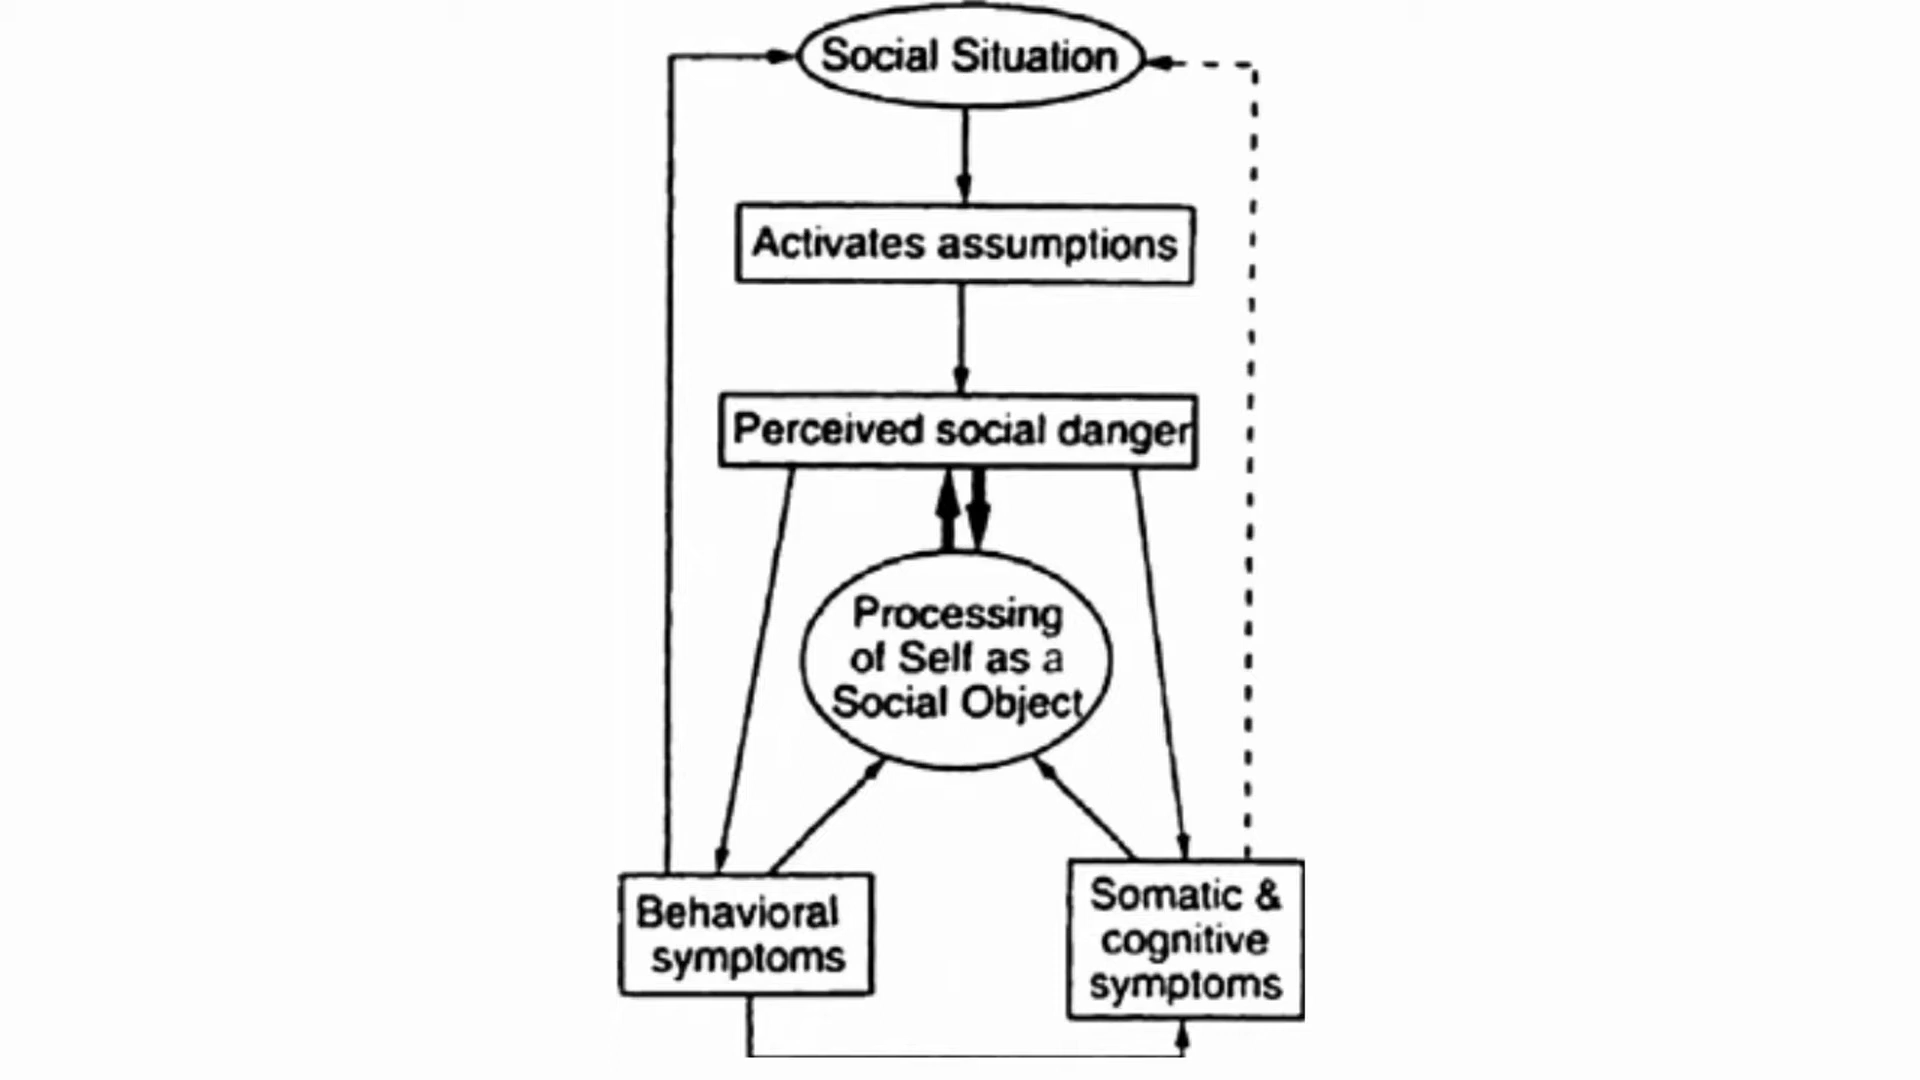 Social Situation
Activates assumptions
Perceived social danger
Processing
of Self as a
Social Object
Behavioral
symptoms
Somatic &
cognitive
symptoms